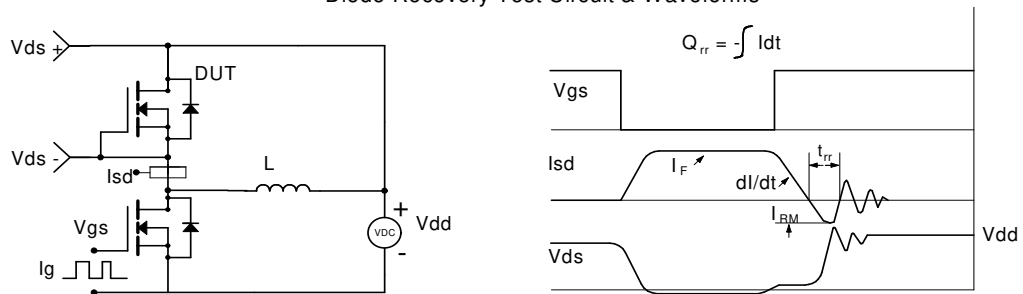 Diode Recovery Test Circuit & Waveforms
Vds +
DUT
Vds -
Isd
L
Vgs
Ig
VDC
+
-
Vdd
Q rr = -∫ Idt
Vgs
Isd
I F
dI/dt
t rr
I RM
Vds
Vdd